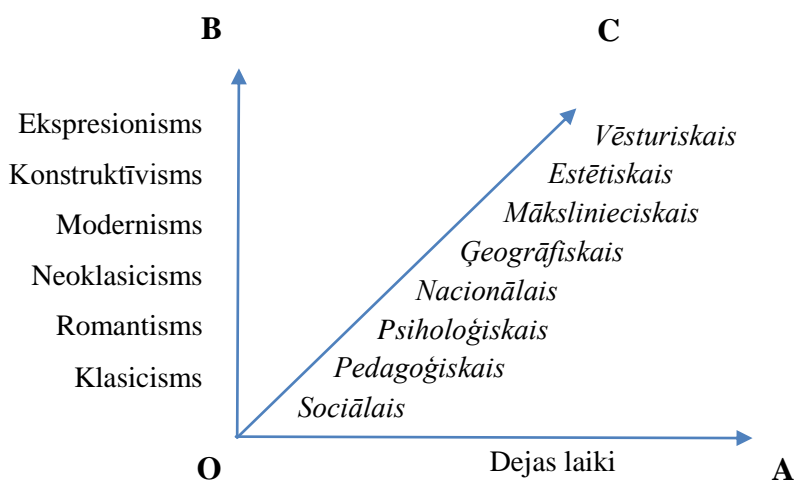 B
C
Ekspresionisms
Vēsturiskais
Konstruktīvisms
Estētiskais
Mākslinieciskais
Modernisms
Ģeogrāfiskais
Neoklasicisms
Nacionālais
Romantisms
Psiholoģiskais
Pedagoģiskais
Klasicisms
Sociālais
O
Dejas laiki
A